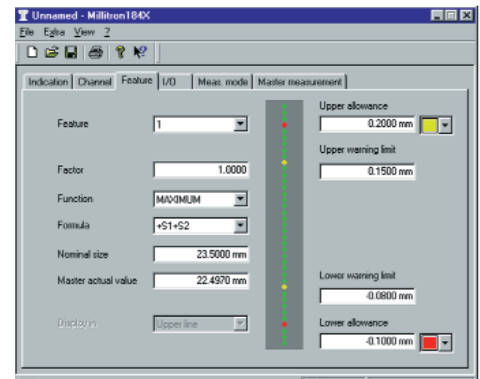 Unnamed - Millitron184X
File Extra View ?
Indication Channel Feature I/O Meas. mode Master measurement
Upper allowance
Feature 1 0.2000 mm
Upper warning limit
Factor 1.0000 0.1500 mm
Function MAXIMUM
Formula +S1+S2
Nominal size 23.5000 mm
Master actual value 22.4970 mm Lower warning limit
-0.0800 mm
Display in Upper line Lower allowance
-0.1000 mm